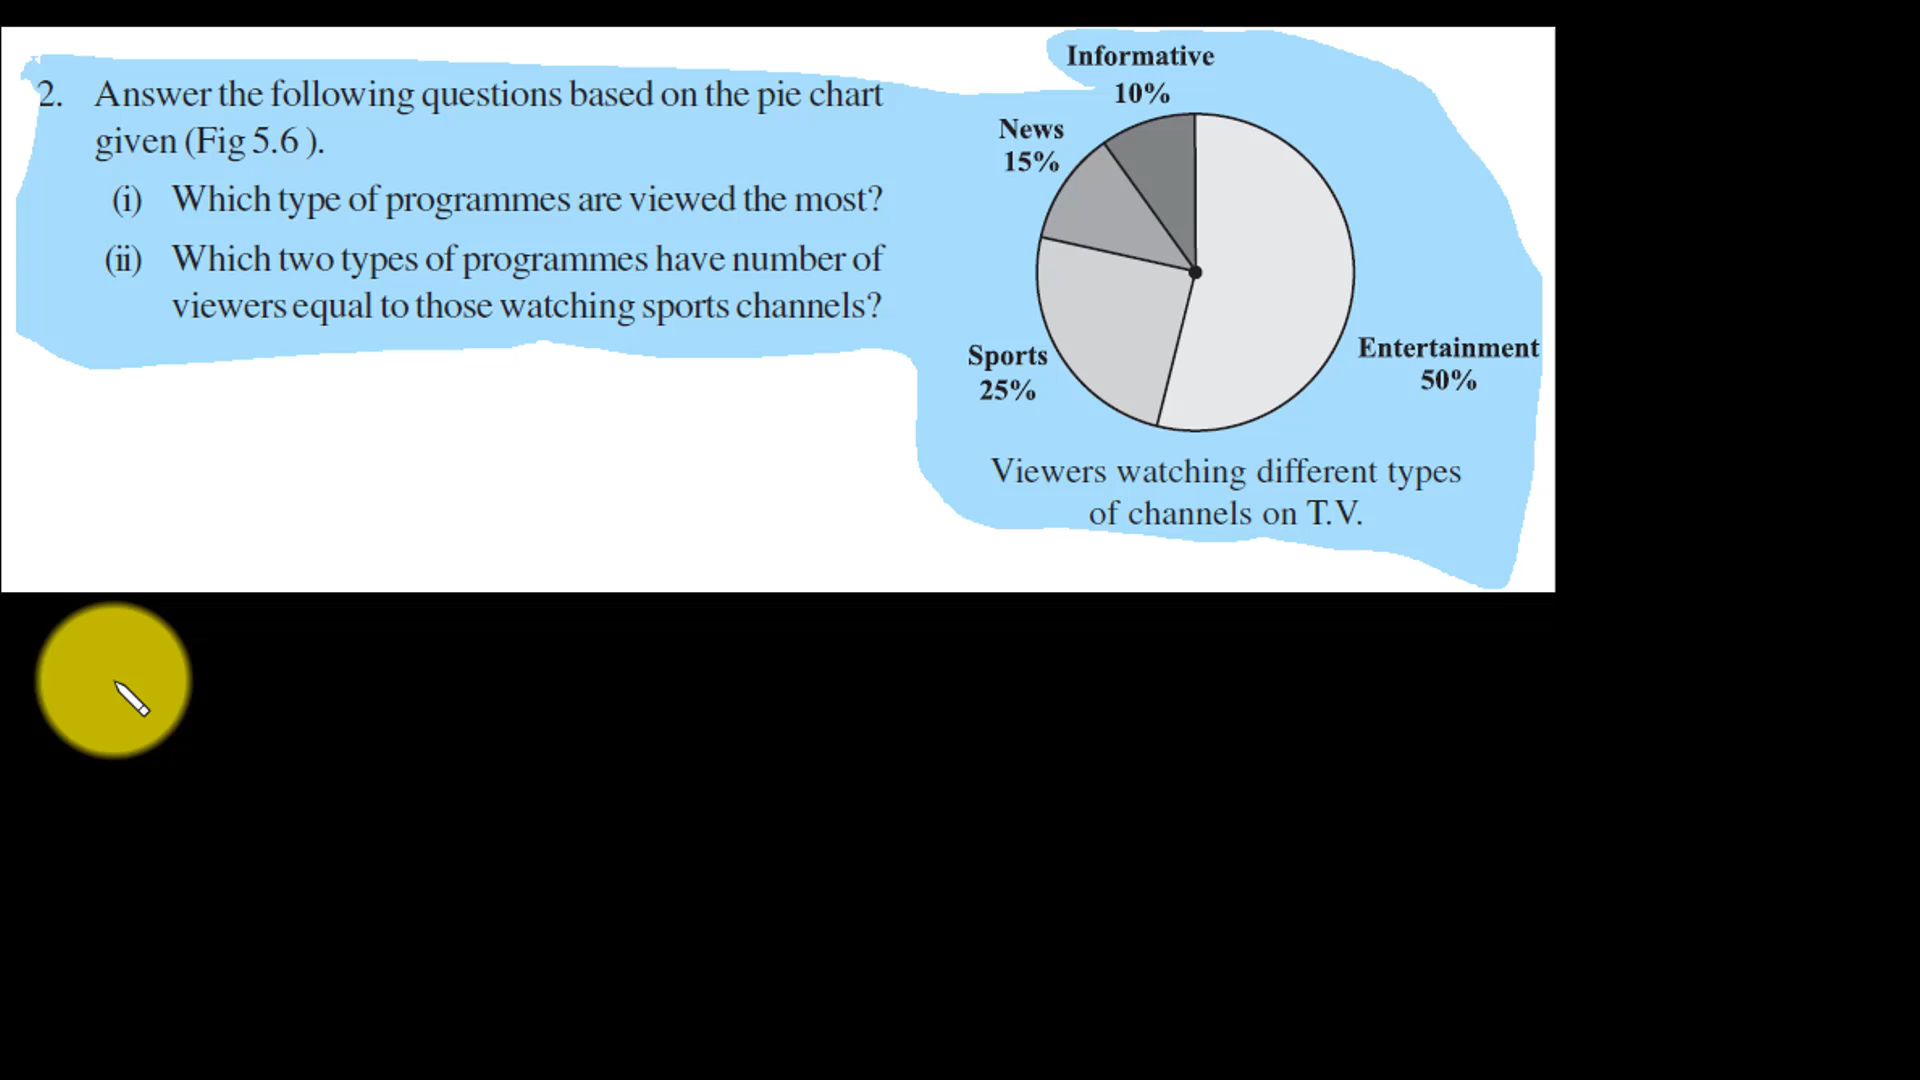 2. Answer the following questions based on the pie chart
given (Fig 5.6 ).
(i) Which type of programmes are viewed the most?
(ii) Which two types of programmes have number of
viewers equal to those watching sports channels?
Informative
10%
News
15%
Sports
25%
Entertainment
50%
Viewers watching different types
of channels on T.V.